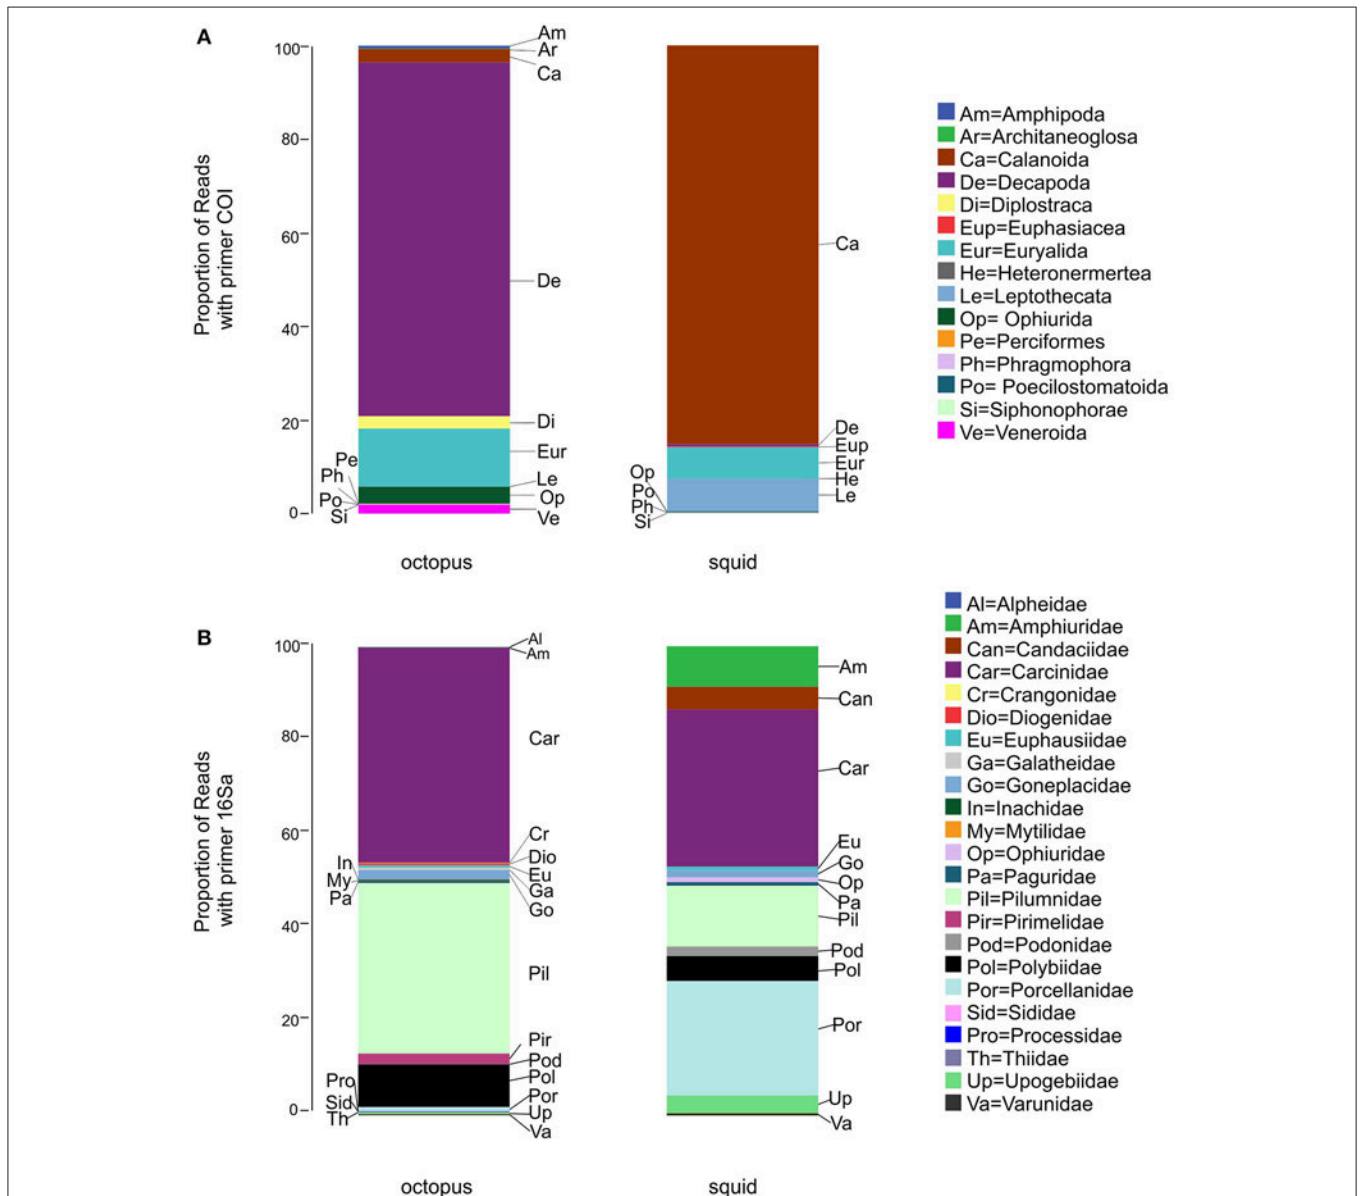 A
100
80
60
40
20
0
Proportion of Reads
with primer COI
Am
Ar
Ca
De
Di
Eur
Le
Op
Ve
Pe
Ph
Po
Si
octopus
Ca
De
Eup
Eur
He
Le
Op
Po
Ph
Si
squid
Am=Amphipoda
Ar=Architaneoglosa
Ca=Calanoida
De=Decapoda
Di=Diplostraca
Eup=Euphasiacea
Eur=Euryalida
He=Heteronermertea
Le=Leptothecata
Op= Ophiurida
Pe=Perciformes
Ph=Phragmophora
Po= Poecilostomatoida
Si=Siphonophorae
Ve=Veneroida
B
100
80
60
40
20
0
Proportion of Reads
with primer 16Sa
Al
Am
Car
Cr
Dio
Eu
Ga
Go
Pil
Pir
Pod
Pol
Por
Up
Va
In
My
Pa
Pro
Sid
Th
octopus
Am
Can
Car
Eu
Go
Op
Pa
Pil
Pod
Pol
Por
Up
Va
squid
Al=Alpheidae
Am=Amphiuridae
Can=Candaciidae
Car=Carcinidae
Cr=Crangonidae
Dio=Diogenidae
Eu=Euphausiidae
Ga=Galatheidae
Go=Goneplacidae
In=Inachidae
My=Mytilidae
Op=Ophiuridae
Pa=Paguridae
Pil=Pilumnidae
Pir=Pirimelidae
Pod=Podonidae
Pol=Polybiidae
Por=Porcellanidae
Sid=Sididae
Pro=Processidae
Th=Thiidae
Up=Upogebiidae
Va=Varunidae